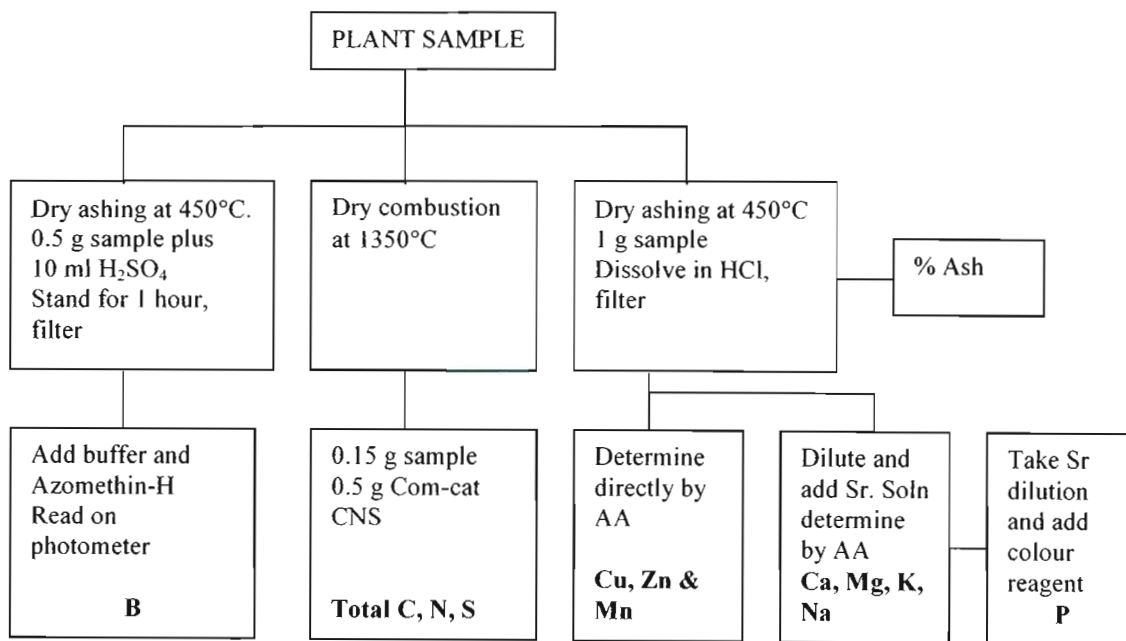 PLANT SAMPLE
Dry ashing at 450°C.
0.5 g sample plus
10 ml H₂SO₄
Stand for 1 hour,
filter
Dry combustion
at 1350°C
Dry ashing at 450°C
1 g sample
Dissolve in HCl,
filter
% Ash
Add buffer and
Azomethin-H
Read on
photometer
B
0.15 g sample
0.5 g Com-cat
CNS
Total C, N, S
Determine
directly by
AA
Cu, Zn &
Mn
Dilute and
add Sr. Soln
determine
by AA
Ca, Mg, K,
Na
Take Sr
dilution
and add
colour
reagent
P